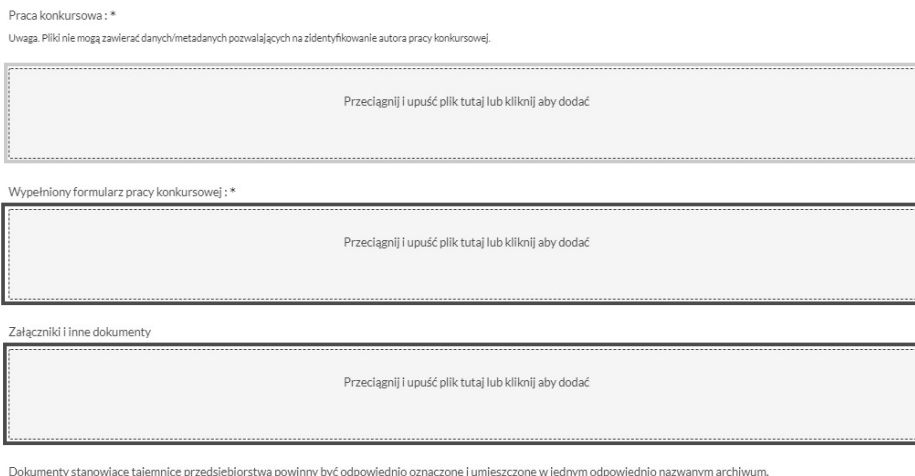 Praca konkursowa : *
Uwaga. Pliki nie mogą zawierać danych/metadanych pozwalających na zidentyfikowanie autora pracy konkursowej.
Przeciągnij i upuść plik tutaj lub kliknij aby dodać
Wypełniony formularz pracy konkursowej : *
Przeciągnij i upuść plik tutaj lub kliknij aby dodać
Załączniki i inne dokumenty
Przeciągnij i upuść plik tutaj lub kliknij aby dodać
Dokumenty stanowiące tajemnicę przedsiębiorstwa powinny być odpowiednio oznaczone i umieszczone w jednym odpowiednio nazwanym archiwum.